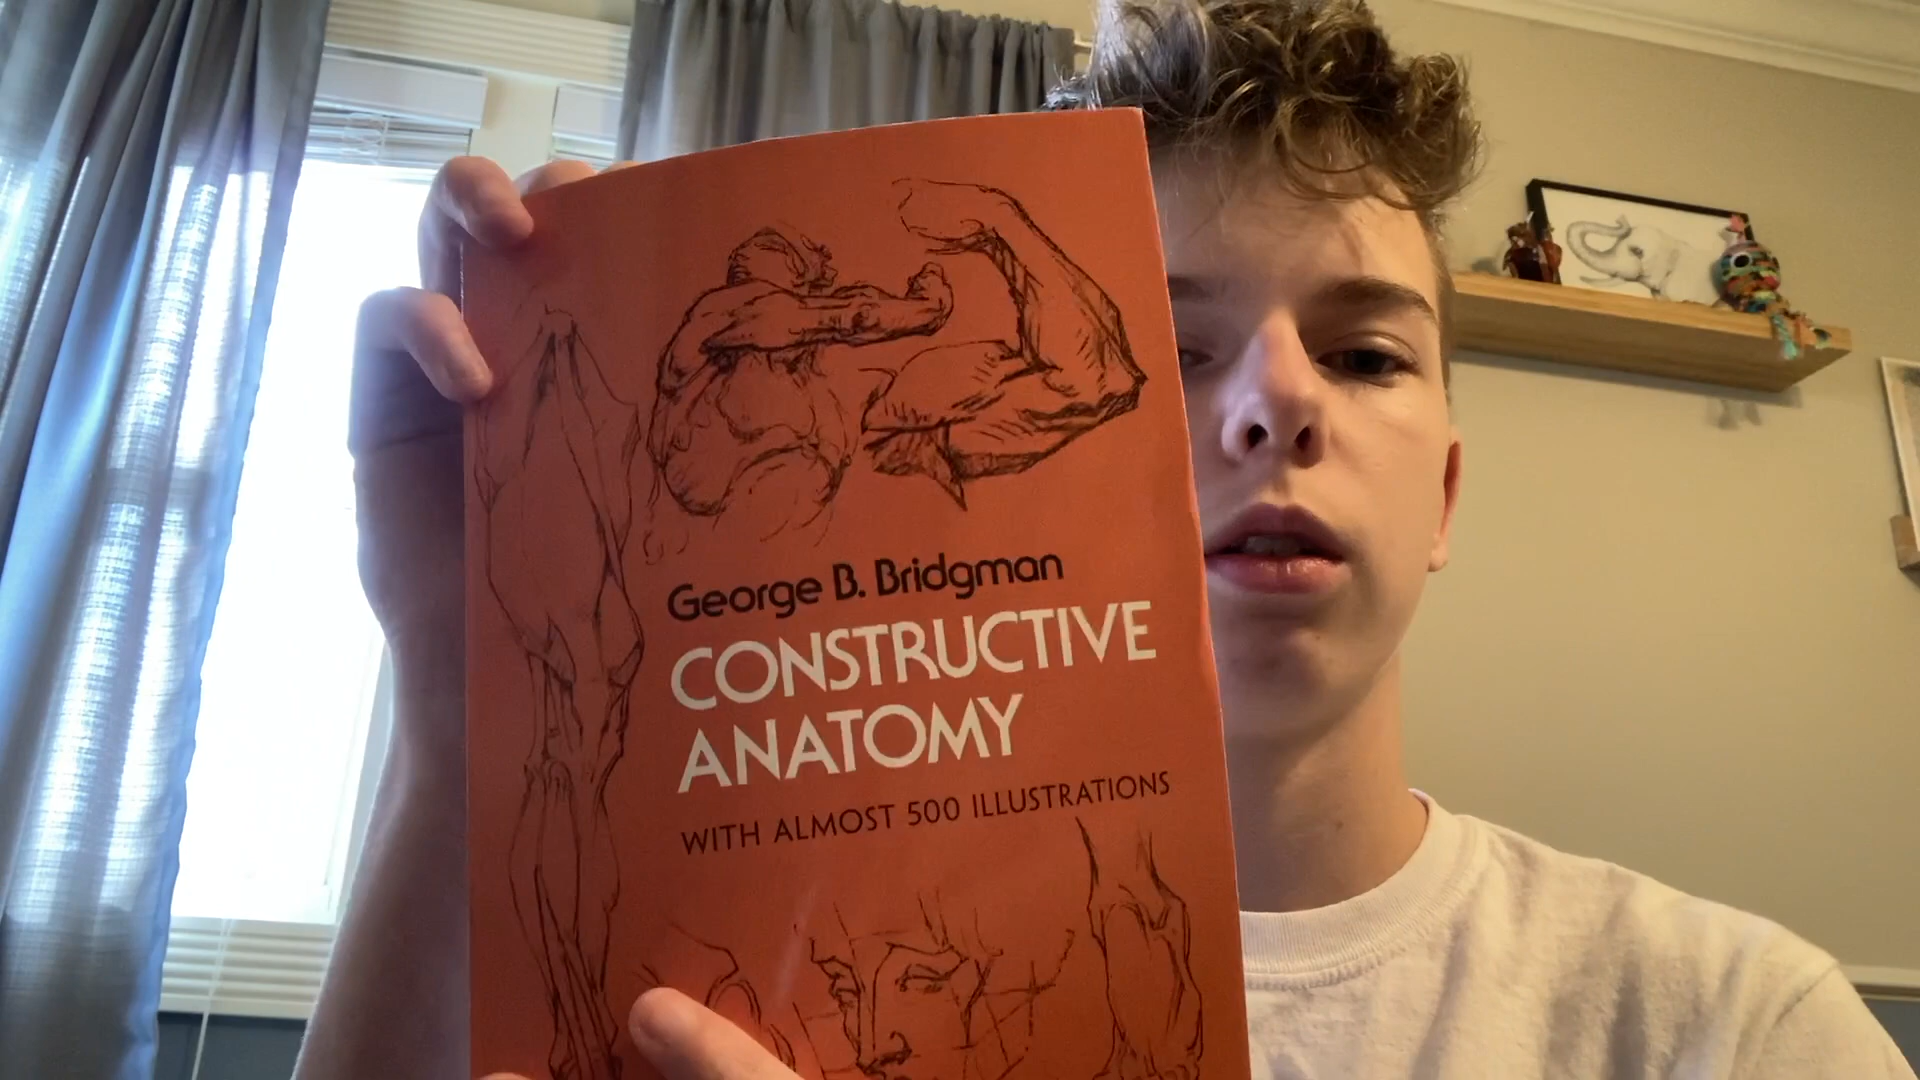 George B. Bridgman
CONSTRUCTIVE
ANATOMY
WITH ALMOST 500 ILLUSTRATIONS